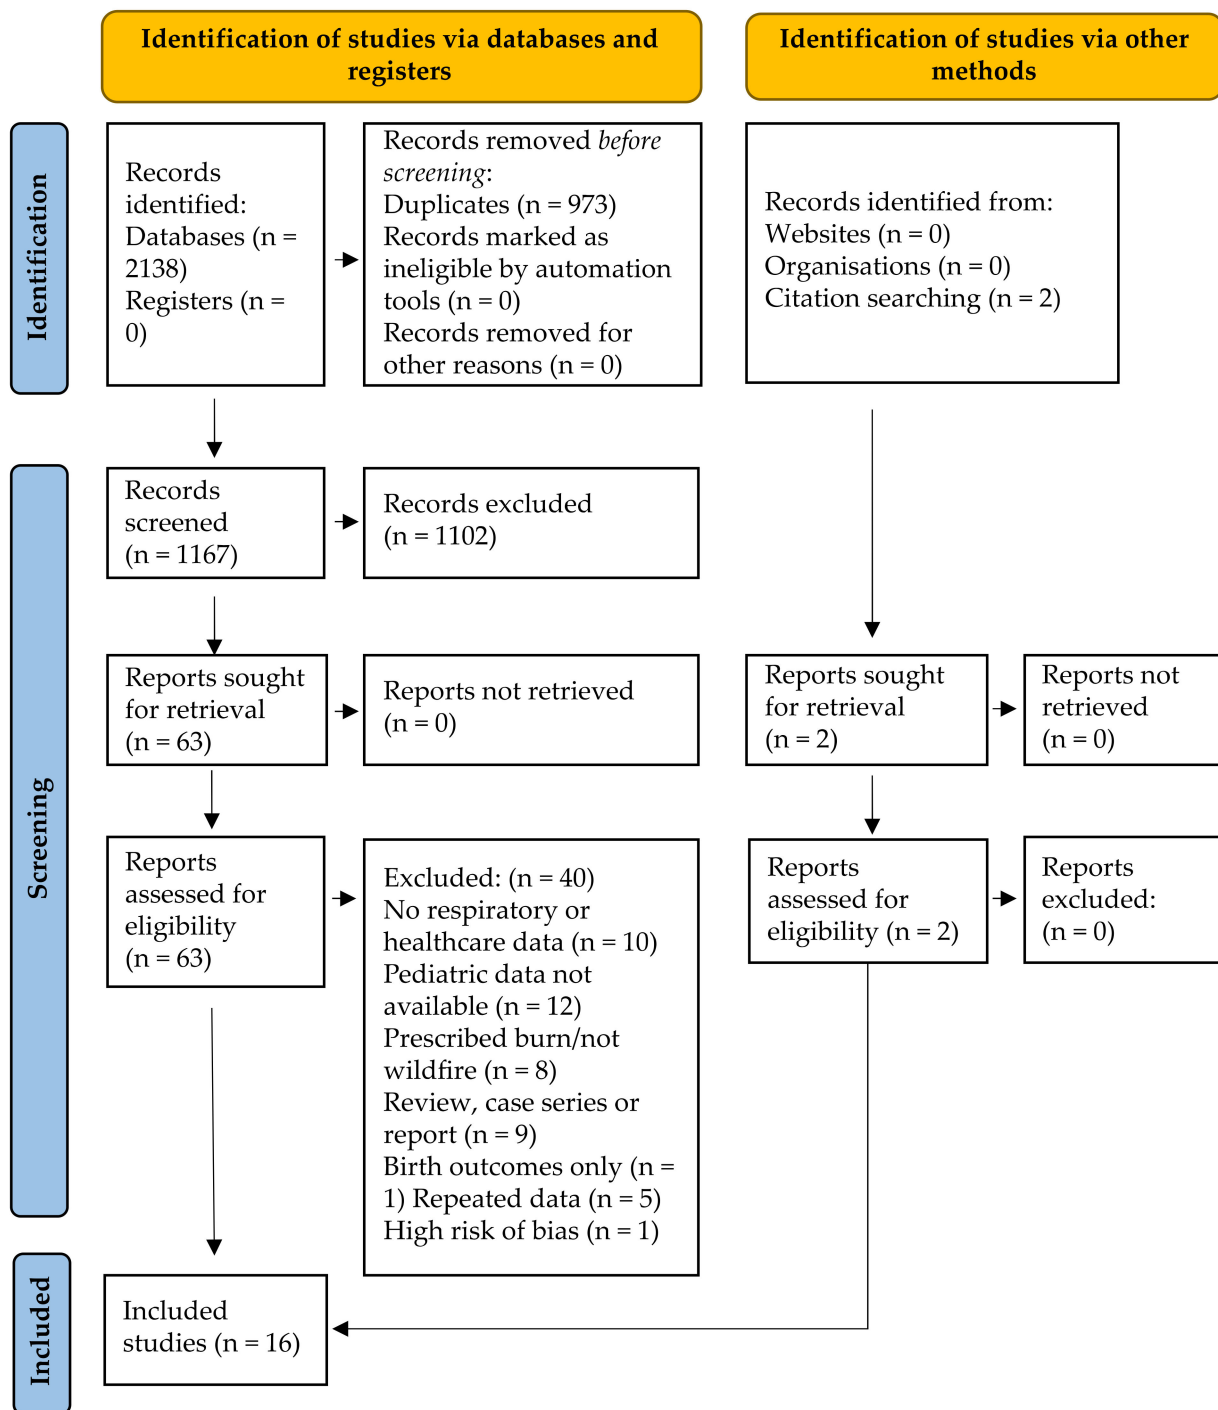 Identification of studies via databases and
registers
Identification of studies via other
methods
Identification
Records
identified:
Databases (n =
2138)
Registers (n =
0)
Records removed before
screening:
Duplicates (n = 973)
Records marked as
ineligible by automation
tools (n = 0)
Records removed for
other reasons (n = 0)
Records identified from:
Websites (n = 0)
Organisations (n = 0)
Citation searching (n = 2)
Screening
Records
screened
(n = 1167)
Records excluded
(n = 1102)
Reports sought
for retrieval
(n = 63)
Reports not retrieved
(n = 0)
Reports sought
for retrieval
(n = 2)
Reports not
retrieved
(n = 0)
Reports
assessed for
eligibility
(n = 63)
Excluded: (n = 40)
No respiratory or
healthcare data (n = 10)
Pediatric data not
available (n = 12)
Prescribed burn/not
wildfire (n = 8)
Review, case series or
report (n = 9)
Birth outcomes only (n =
1) Repeated data (n = 5)
High risk of bias (n = 1)
Reports
assessed for
eligibility (n = 2)
Reports
excluded:
(n = 0)
Included
Included
studies (n = 16)